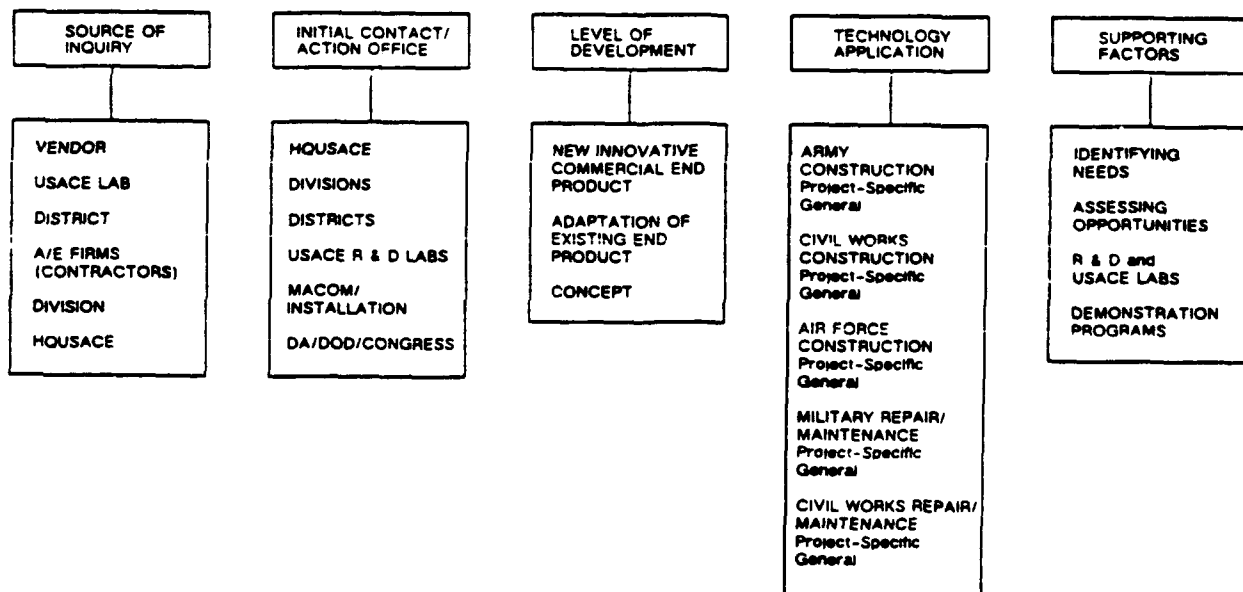 SOURCE OF
INQUIRY
VENDOR
USACE LAB
DISTRICT
A/E FIRMS
(CONTRACTORS)
DIVISION
HQUSACE
INITIAL CONTACT/
ACTION OFFICE
HQUSACE
DIVISIONS
DISTRICTS
USACE R & D LABS
MACOM/
INSTALLATION
DA/DOD/CONGRESS
LEVEL OF
DEVELOPMENT
NEW INNOVATIVE
COMMERCIAL END
PRODUCT
ADAPTATION OF
EXISTING END
PRODUCT
CONCEPT
TECHNOLOGY
APPLICATION
ARMY
CONSTRUCTION
Project-Specific
General
CIVIL WORKS
CONSTRUCTION
Project-Specific
General
AIR FORCE
CONSTRUCTION
Project-Specific
General
MILITARY REPAIR/
MAINTENANCE
Project-Specific
General
CIVIL WORKS REPAIR/
MAINTENANCE
Project-Specific
General
SUPPORTING
FACTORS
IDENTIFYING
NEEDS
ASSESSING
OPPORTUNITIES
R & D and
USACE LABS
DEMONSTRATION
PROGRAMS